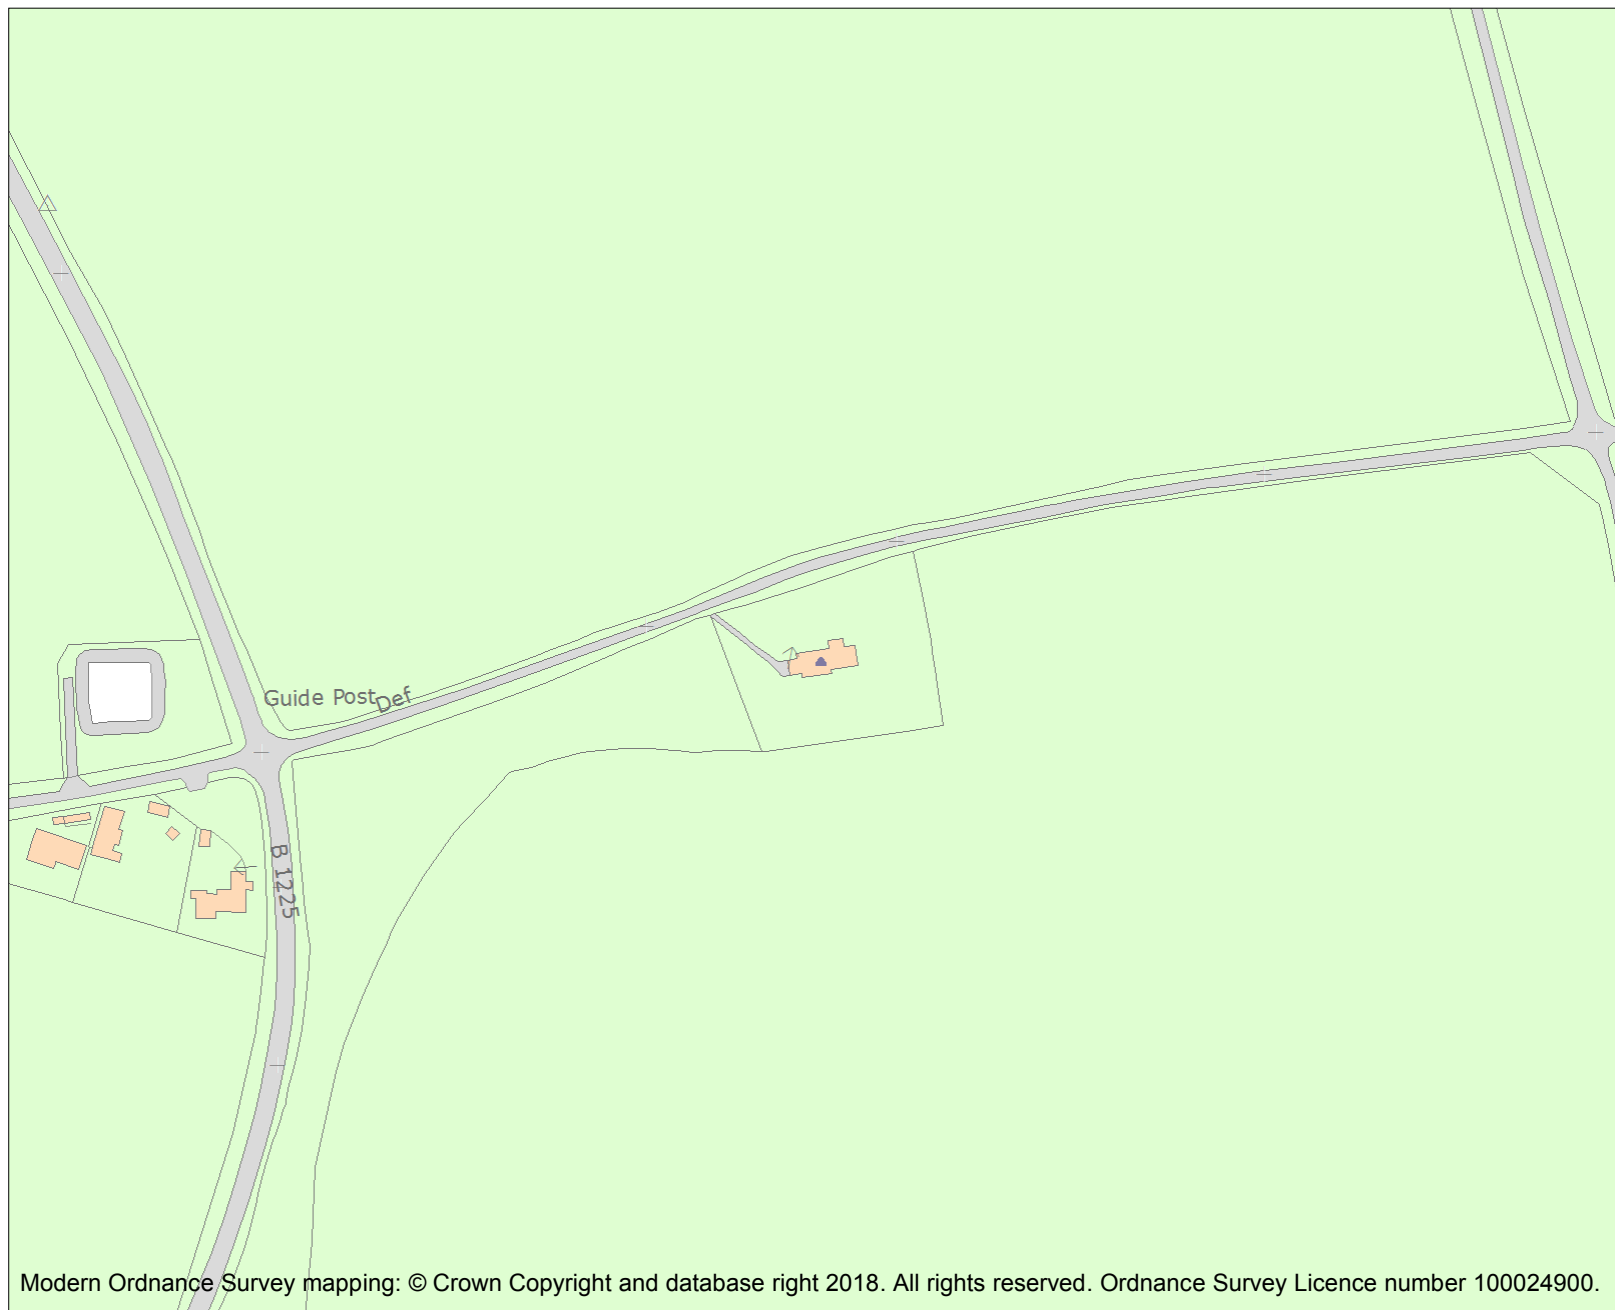 Guide Post
Def
B 1225
Modern Ordnance Survey mapping: © Crown Copyright and database right 2018. All rights reserved. Ordnance Survey Licence number 100024900.